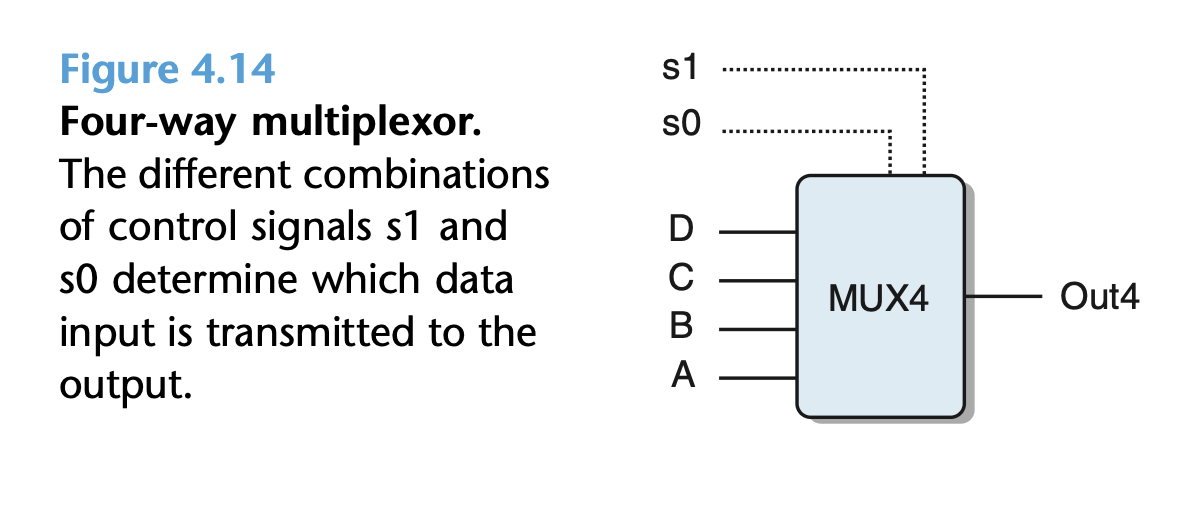 Figure 4.14
Four-way multiplexor.
The different combinations
of control signals s1 and
s0 determine which data
input is transmitted to the
output.
s1
s0
D
C
B
A
MUX4
Out4